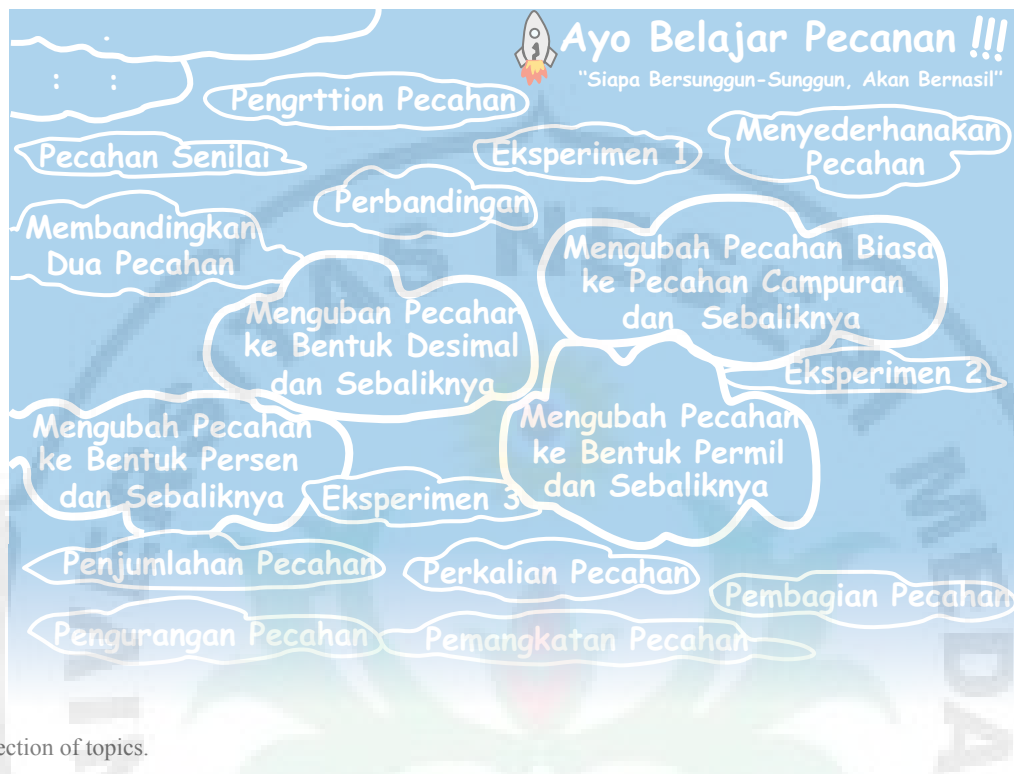 Ayo Belajar Pecanan !!!
"Siapa Bersunggun-Sunggun, Akan Bernasil"
: :
Pengrttion Pecahan
Pecahan Senilai
Eksperimen 1
Menyederhanakan
Pecahan
Perbandingan
Membandingkan
Dua Pecahan
Mengubah Pecahan Biasa
ke Pecahan Campuran
dan Sebaliknya
Menguban Pecahan
ke Bentuk Desimal
dan Sebaliknya
Eksperimen 2
Mengubah Pecahan
ke Bentuk Persen
dan Sebaliknya
Mengubah Pecahan
ke Bentuk Permil
dan Sebaliknya
Eksperimen 3
Penjumlahan Pecahan
Perkalian Pecahan
Pembagian Pecahan
Pengurangan Pecahan
Pemangkatan Pecahan
ection of topics.